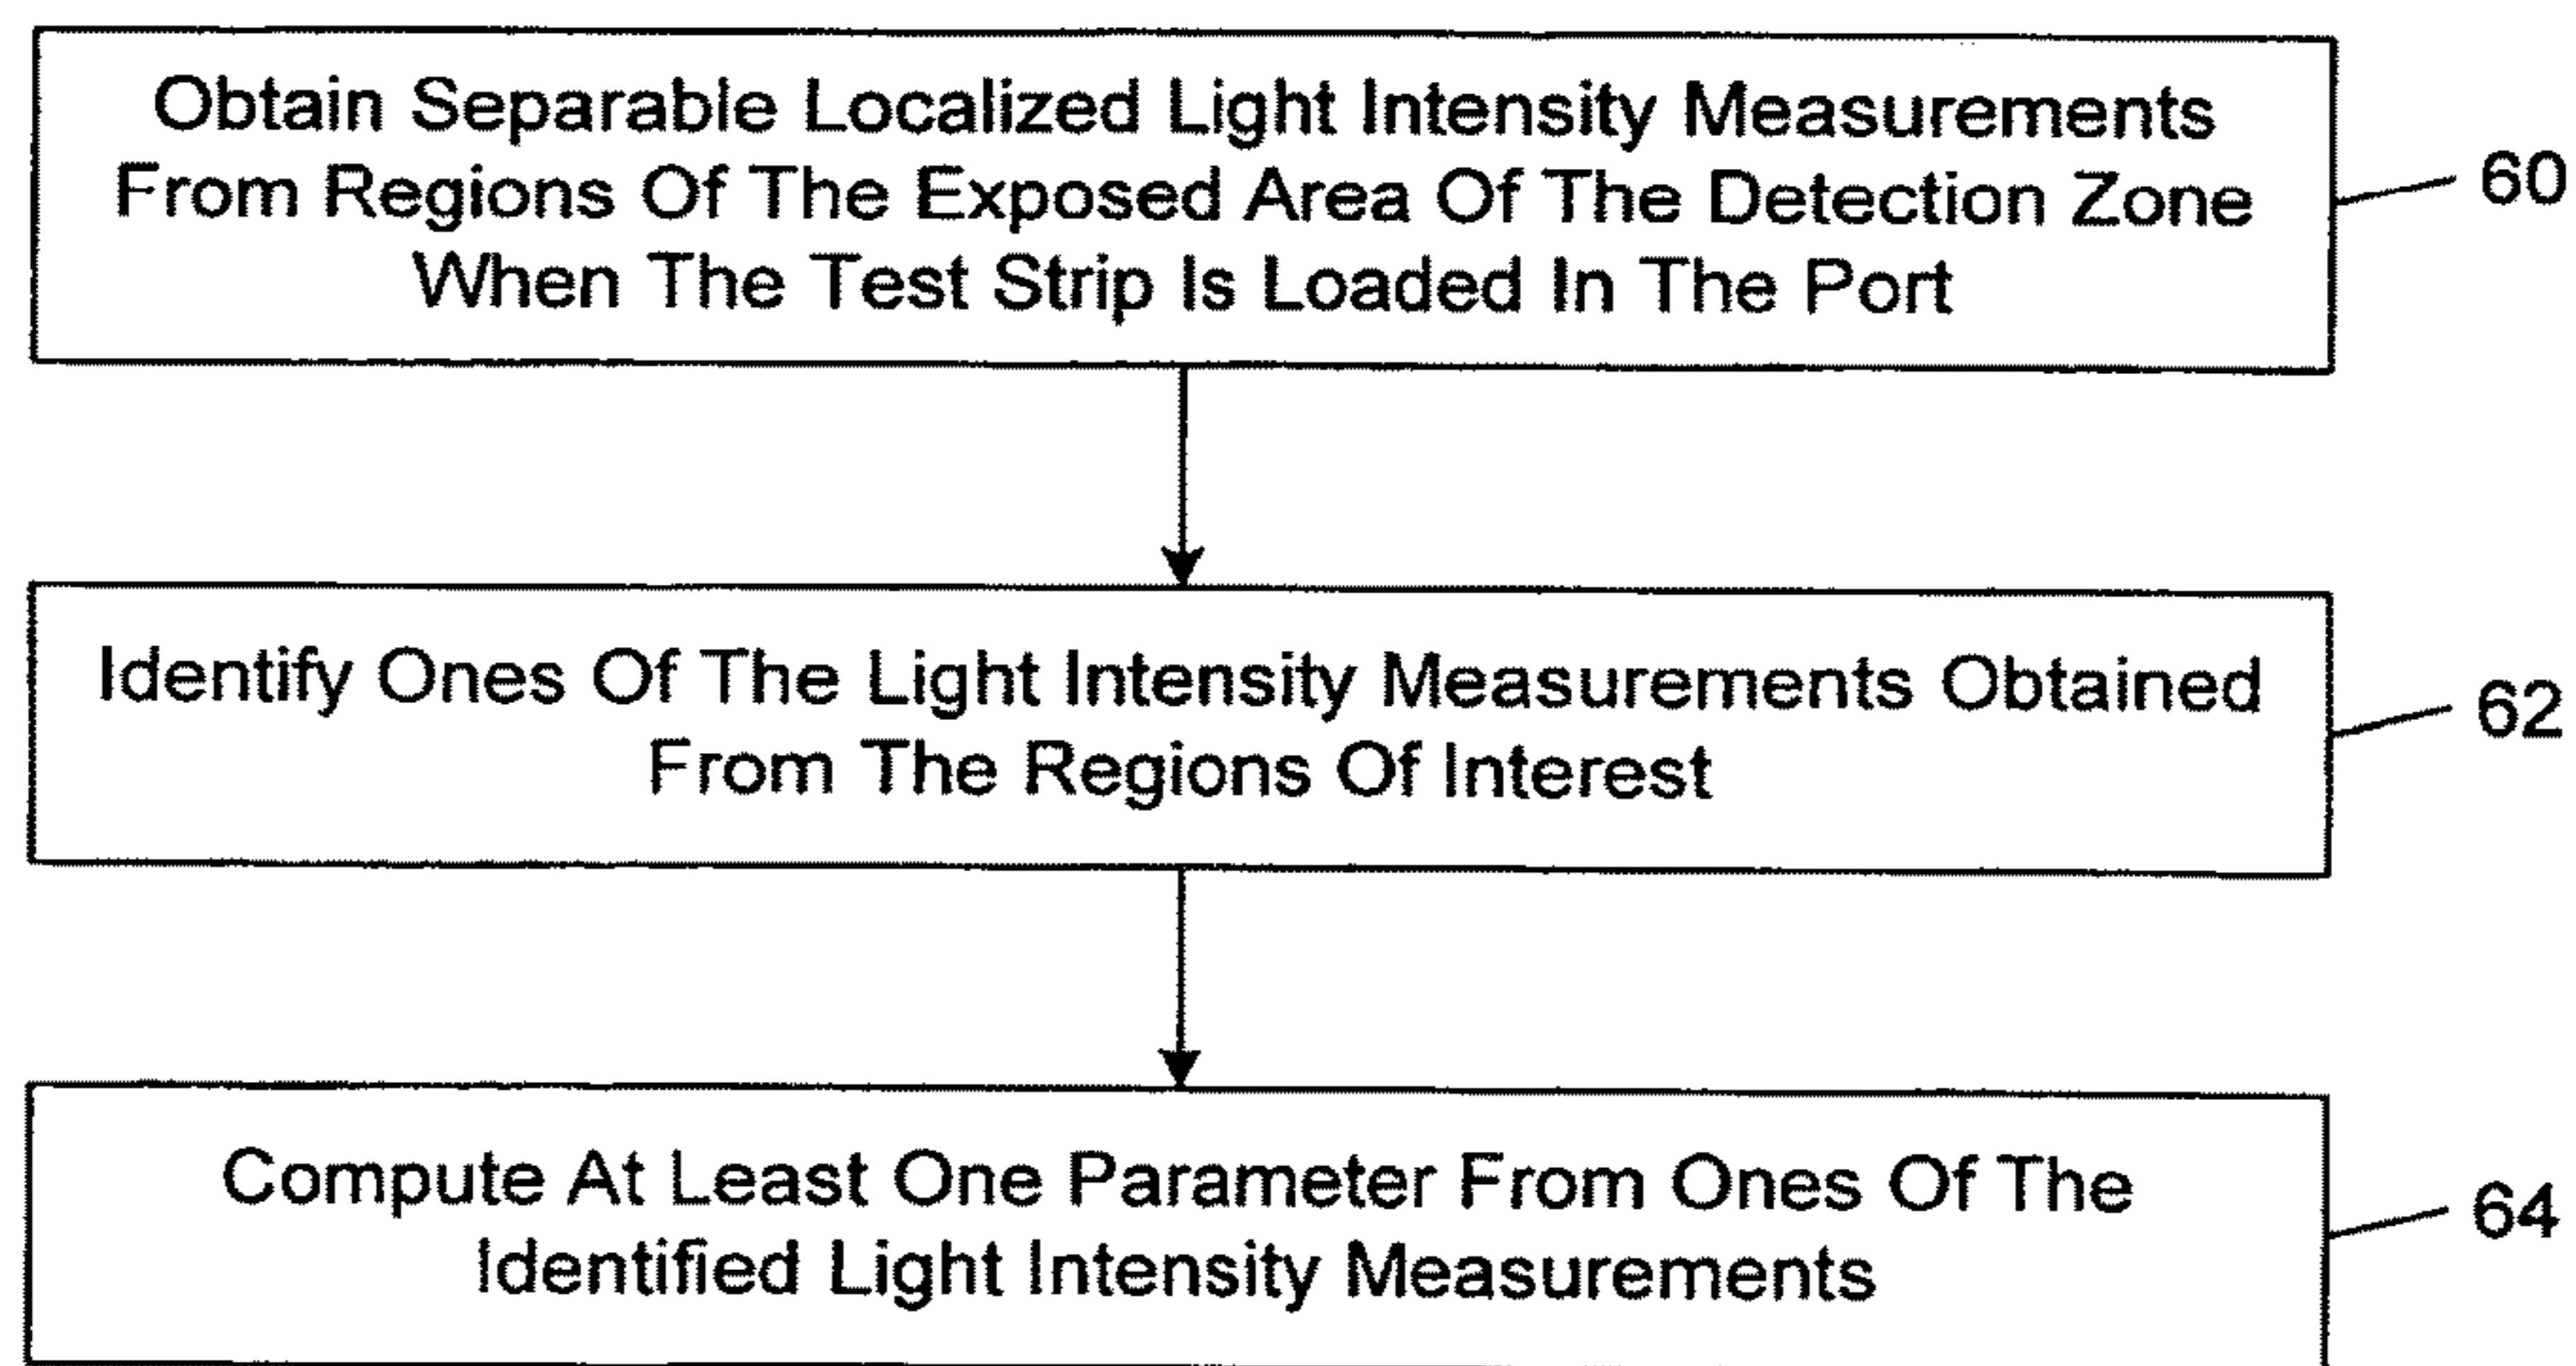 Obtain Separable Localized Light Intensity Measurements
From Regions Of The Exposed Area Of The Detection Zone
When The Test Strip Is Loaded In The Port
60
Identify Ones Of The Light Intensity Measurements Obtained
From The Regions Of Interest
62
Compute At Least One Parameter From Ones Of The
Identified Light Intensity Measurements
64